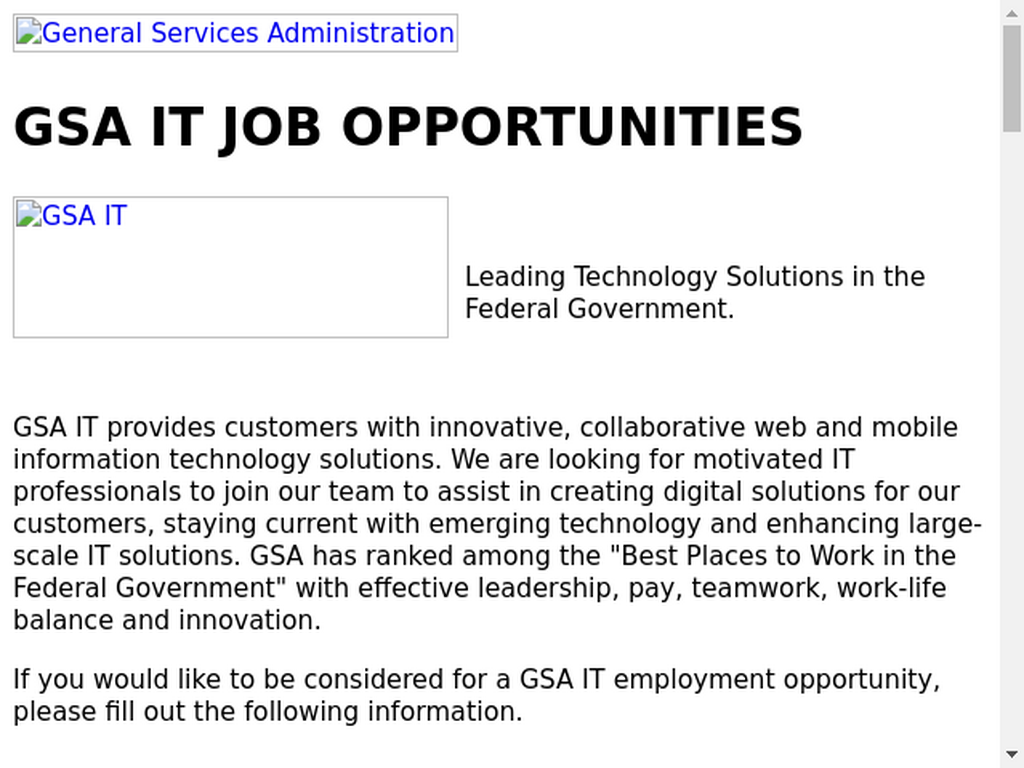 General Services Administration
GSA IT JOB OPPORTUNITIES
GSA IT
Leading Technology Solutions in the
Federal Government.
GSA IT provides customers with innovative, collaborative web and mobile
information technology solutions. We are looking for motivated IT
professionals to join our team to assist in creating digital solutions for our
customers, staying current with emerging technology and enhancing large-
scale IT solutions. GSA has ranked among the "Best Places to Work in the
Federal Government" with effective leadership, pay, teamwork, work-life
balance and innovation.
If you would like to be considered for a GSA IT employment opportunity,
please fill out the following information.